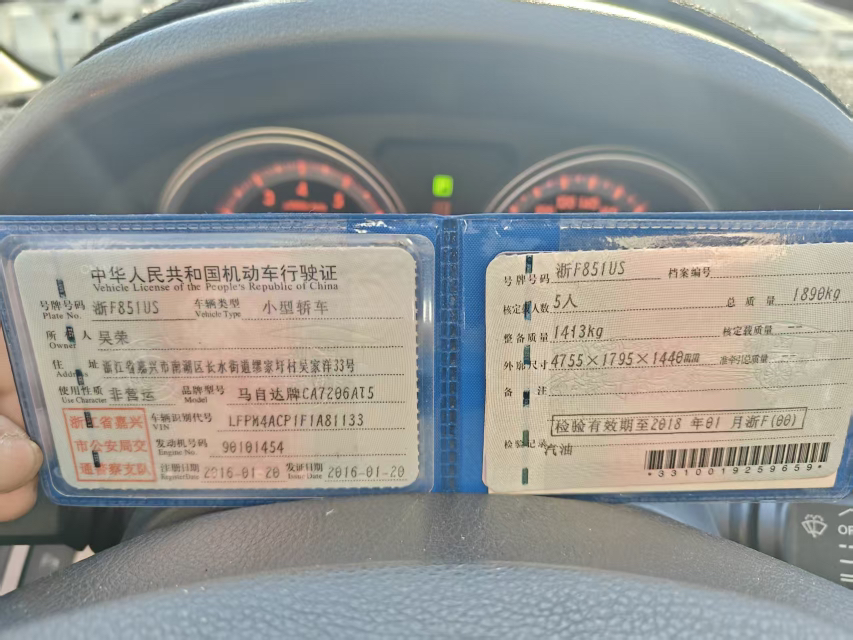 中华人民共和国机动车行驶证
Vehicle License of the People's Republic of China
号牌号码 浙F851US 车辆类型 小型轿车
Plate No. Vehicle Type
所有人 吴荣
Owner
住址 浙江省嘉兴市南湖区长水街道缪家圩村吴家祥33号
Address
使用性质 非营运 品牌型号 马自达牌CA7206AT5
Use Character Model
浙江省嘉兴
市公安局交
通警察支队
车辆识别代号 LFPM4ACP1F1A81133
VIN
发动机号码 90101454
Engine No.
注册日期 2016-01-20 发证日期 2016-01-20
Register Date Issue Date
号牌号码 浙F851US 档案编号
核定载人数 5人 总质量 1890kg
整备质量 1413kg 核定载质量 --
外廓尺寸 4755×1795×1440mm 准牵引总质量 --
备注
检验有效期至2018年01月浙F(00)
检验记录
汽油
*3310019259659*
3 4 5